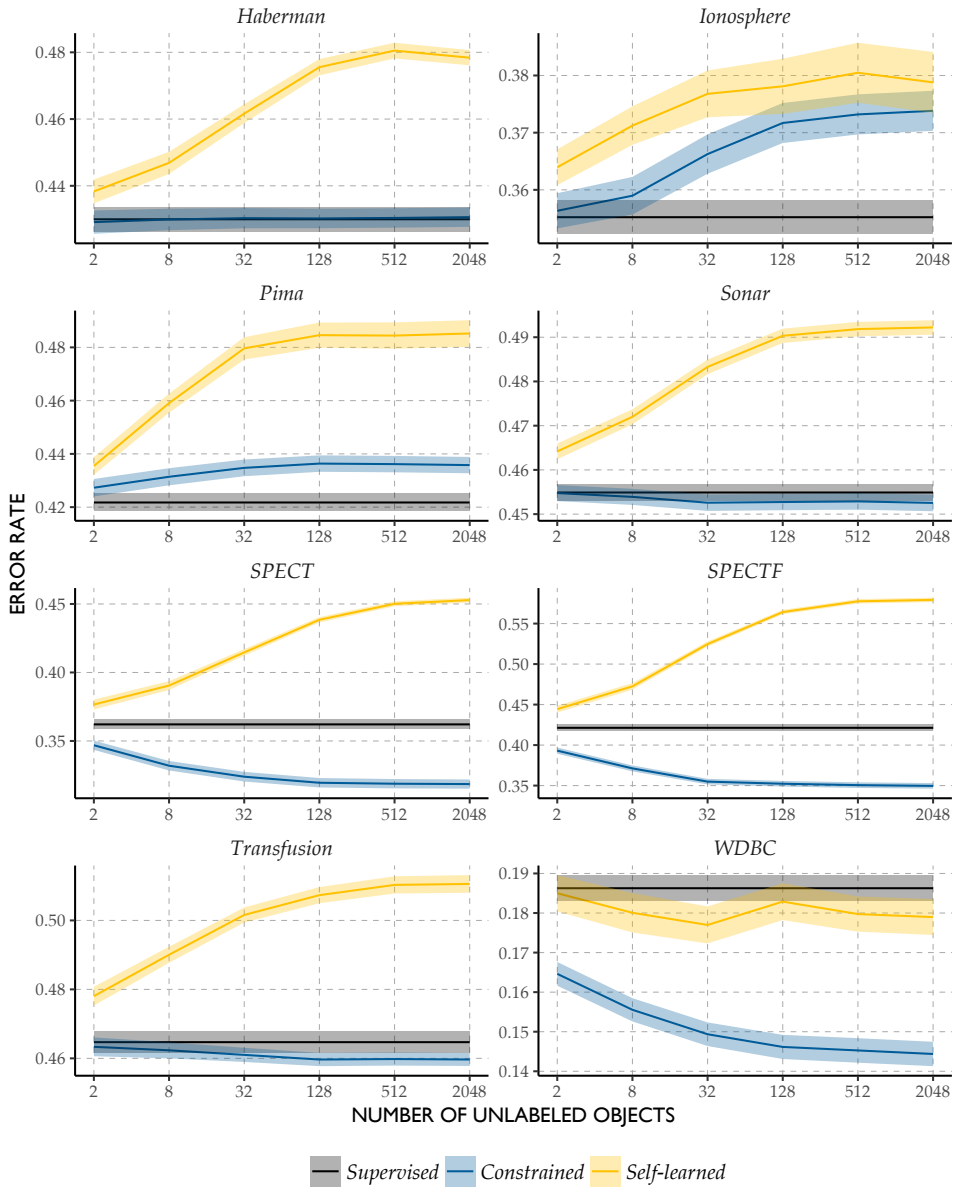 Haberman
0.48
0.46
0.44
2 8 32 128 512 2048
Ionosphere
0.38
0.37
0.36
2 8 32 128 512 2048
Pima
0.48
0.46
0.44
0.42
2 8 32 128 512 2048
Sonar
0.49
0.48
0.47
0.46
0.45
2 8 32 128 512 2048
ERROR RATE
SPECT
0.45
0.40
0.35
2 8 32 128 512 2048
SPECTF
0.55
0.50
0.45
0.40
0.35
2 8 32 128 512 2048
Transfusion
0.50
0.48
0.46
2 8 32 128 512 2048
WDBC
0.19
0.18
0.17
0.16
0.15
0.14
2 8 32 128 512 2048
NUMBER OF UNLABELED OBJECTS
Supervised Constrained Self-learned